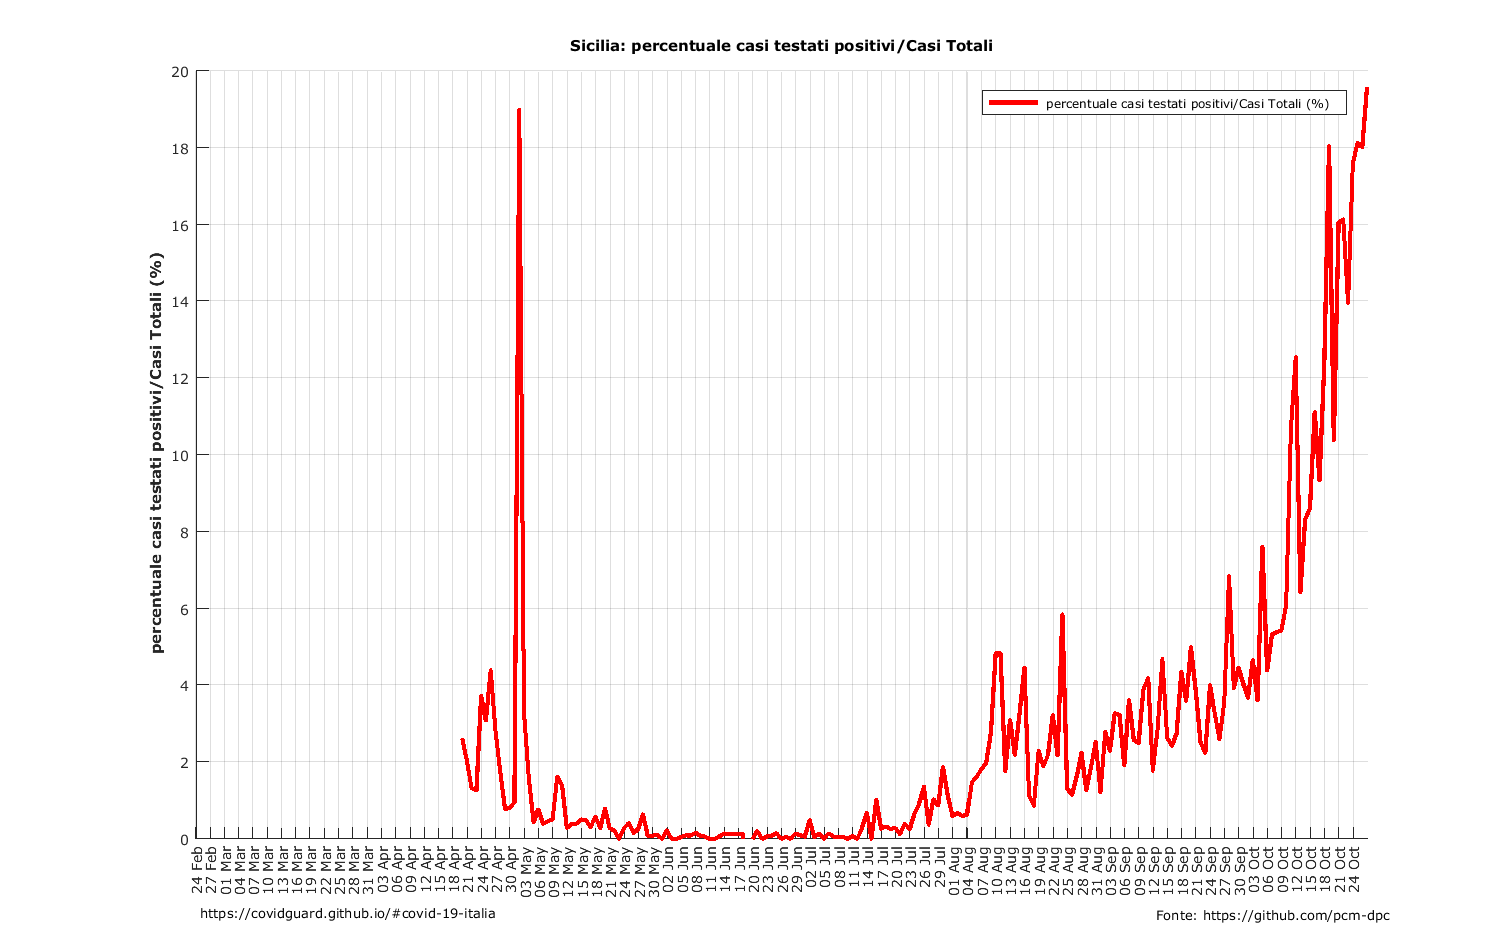 Sicilia: percentuale casi testati positivi/Casi Totali
percentuale casi testati positivi/Casi Totali (%)
percentuale casi testati positivi/Casi Totali (%)
20
18
16
14
12
10
8
6
4
2
0
24 Feb
27 Feb
01 Mar
04 Mar
07 Mar
10 Mar
13 Mar
16 Mar
19 Mar
22 Mar
25 Mar
28 Mar
31 Mar
03 Apr
06 Apr
09 Apr
12 Apr
15 Apr
18 Apr
21 Apr
24 Apr
27 Apr
30 Apr
03 May
06 May
09 May
12 May
15 May
18 May
21 May
24 May
27 May
30 May
02 Jun
05 Jun
08 Jun
11 Jun
14 Jun
17 Jun
20 Jun
23 Jun
26 Jun
29 Jun
02 Jul
05 Jul
08 Jul
11 Jul
14 Jul
17 Jul
20 Jul
23 Jul
26 Jul
29 Jul
01 Aug
04 Aug
07 Aug
10 Aug
13 Aug
16 Aug
19 Aug
22 Aug
25 Aug
28 Aug
31 Aug
03 Sep
06 Sep
09 Sep
12 Sep
15 Sep
18 Sep
21 Sep
24 Sep
27 Sep
30 Sep
03 Oct
06 Oct
09 Oct
12 Oct
15 Oct
18 Oct
21 Oct
24 Oct
https://covidguard.github.io/#covid-19-italia
Fonte: https://github.com/pcm-dpc